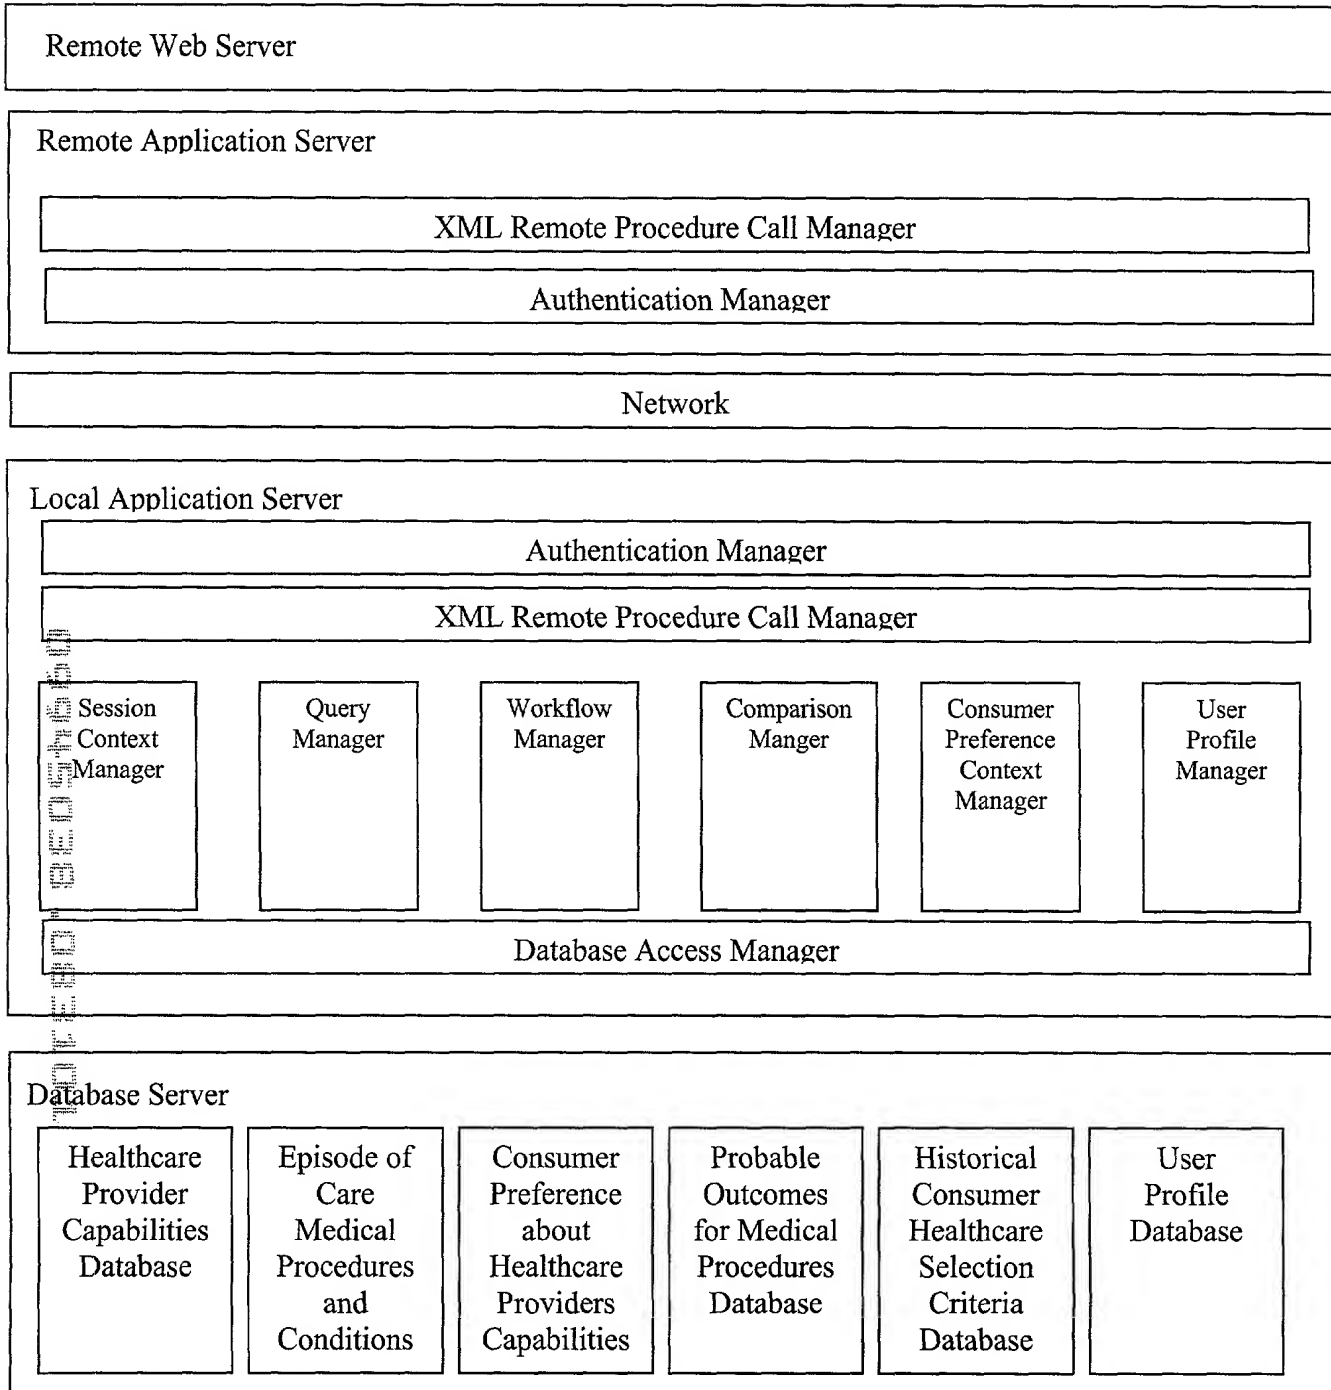 Remote Web Server
Remote Application Server
XML Remote Procedure Call Manager
Authentication Manager
Network
Local Application Server
Authentication Manager
XML Remote Procedure Call Manager
Session
Context
Manager
Query
Manager
Workflow
Manager
Comparison
Manger
Consumer
Preference
Context
Manager
User
Profile
Manager
Database Access Manager
Database Server
Healthcare
Provider
Capabilities
Database
Episode of
Care
Medical
Procedures
and
Conditions
Consumer
Preference
about
Healthcare
Providers
Capabilities
Probable
Outcomes
for Medical
Procedures
Database
Historical
Consumer
Healthcare
Selection
Criteria
Database
User
Profile
Database